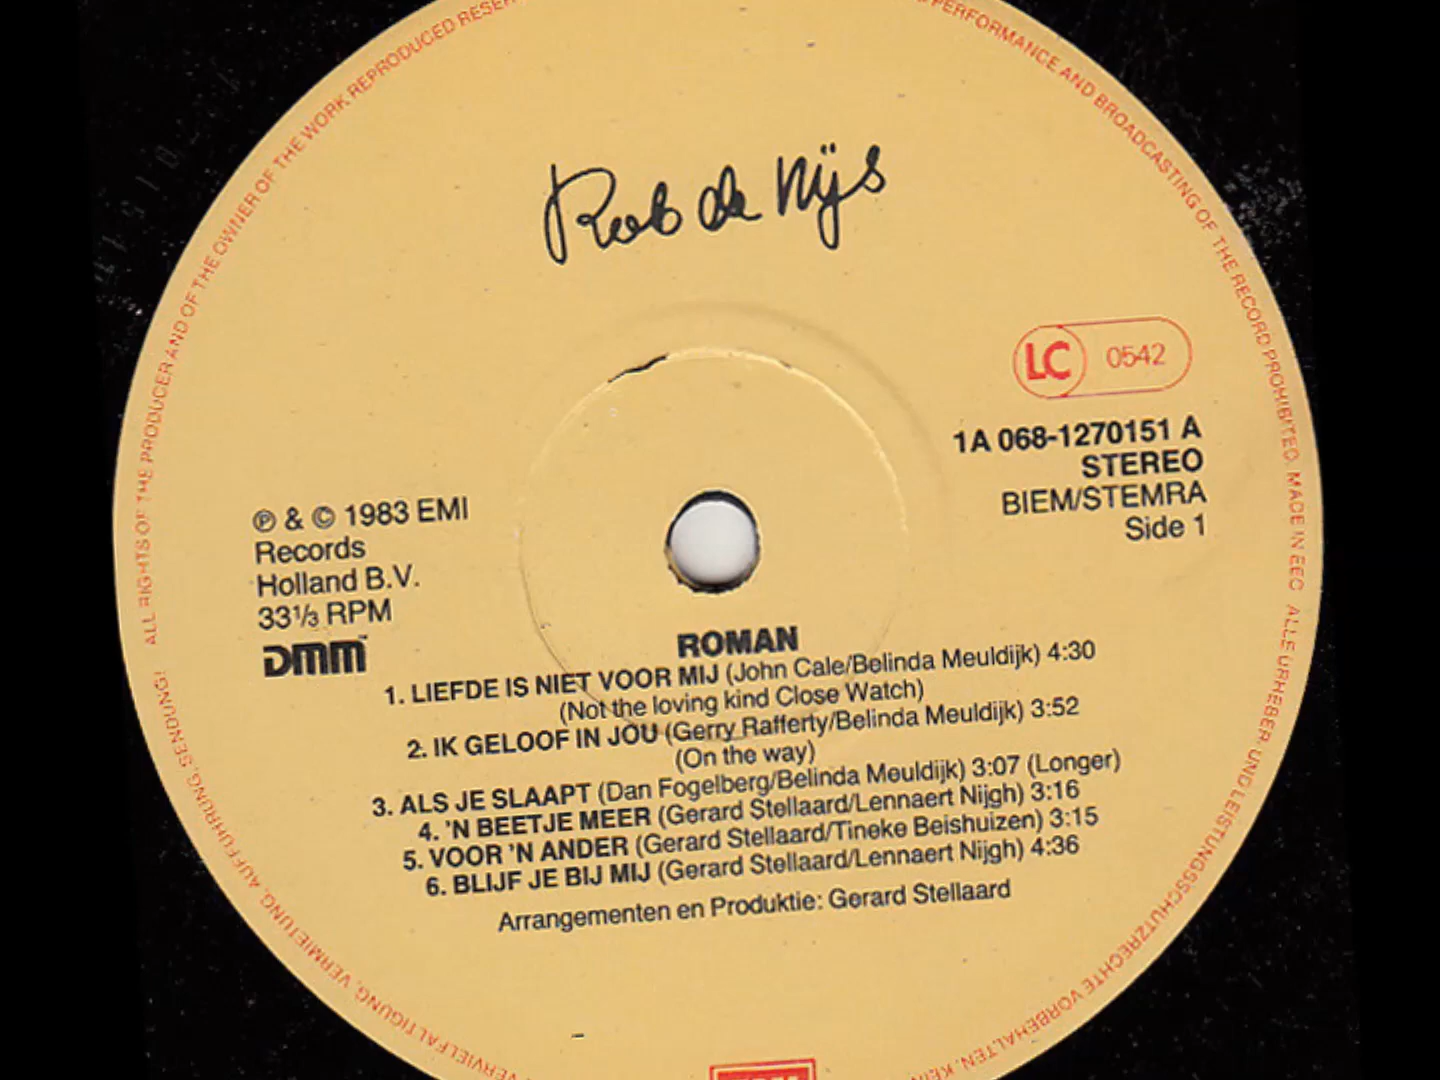 Rob de Nijs
LC 0542
1A 068-1270151 A
STEREO
BIEM/STEMRA
Side 1
℗ & © 1983 EMI
Records
Holland B.V.
33⅓ RPM
DMM™
ROMAN
1. LIEFDE IS NIET VOOR MIJ (John Cale/Belinda Meuldijk) 4:30
(Not the loving kind Close Watch)
2. IK GELOOF IN JOU (Gerry Rafferty/Belinda Meuldijk) 3:52
(On the way)
3. ALS JE SLAAPT (Dan Fogelberg/Belinda Meuldijk) 3:07 (Longer)
4. 'N BEETJE MEER (Gerard Stellaard/Lennaert Nijgh) 3:16
5. VOOR 'N ANDER (Gerard Stellaard/Tineke Beishuizen) 3:15
6. BLIJF JE BIJ MIJ (Gerard Stellaard/Lennaert Nijgh) 4:36
Arrangementen en Produktie: Gerard Stellaard
ALL RIGHTS OF THE PRODUCER AND OF THE OWNER OF THE WORK REPRODUCED
PERFORMANCE AND BROADCASTING OF THE RECORD PROHIBITED. MADE IN EEC ALLE URHEBER- UND LEISTUNGSSCHUTZRECHTE VORBEHALTEN. KEIN
VERVIELFÄLTIGUNG, VERMIETUNG, AUFFÜHRUNG, SENDUNG!